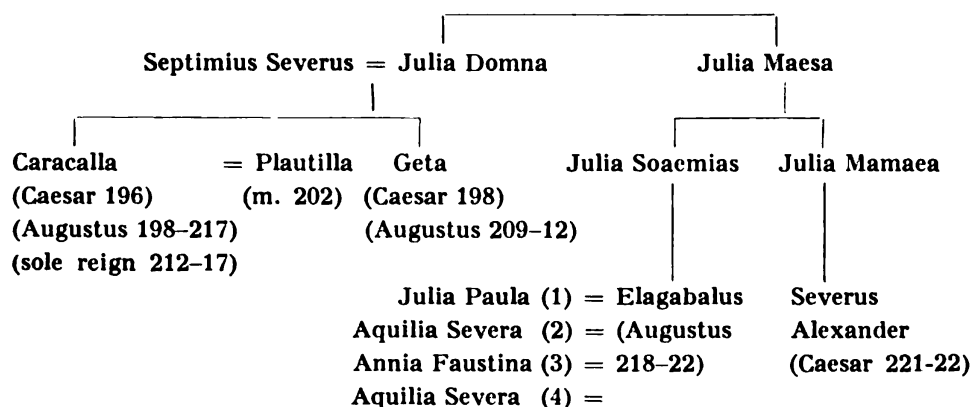 Septimius Severus = Julia Domna Julia Maesa
Caracalla = Plautilla Geta Julia Soaemias Julia Mamaea
(Caesar 196) (m. 202) (Caesar 198)
(Augustus 198–217) (Augustus 209–12)
(sole reign 212–17)
Julia Paula (1) = Elagabalus Severus
Aquilia Severa (2) = (Augustus Alexander
Annia Faustina (3) = 218–22) (Caesar 221-22)
Aquilia Severa (4) =